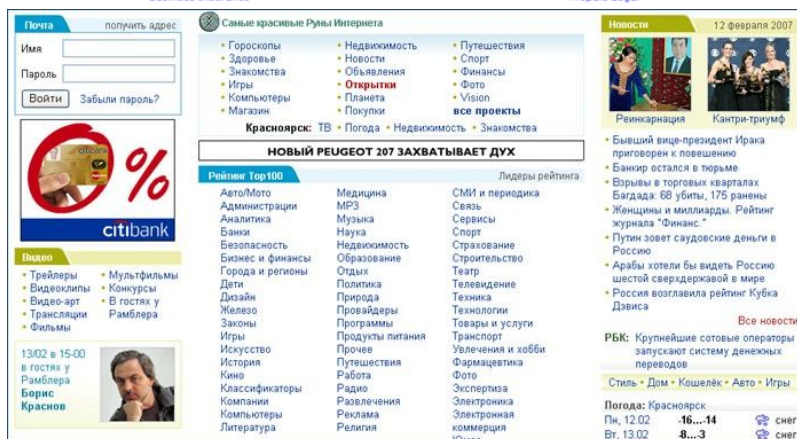 Почта получить адрес
Имя
Пароль
Войти Забыли пароль?
citibank
0%
citibank
Видео
• Трейлеры
• Видеоклипы
• Видео-арт
• Трансляции
• Фильмы
• Мультфильмы
• Конкурсы
• В гостях у
Рамблера
13/02 в 15-00
в гостях у
Рамблера
Борис
Краснов
Самые красивые Руны Интернета
• Гороскопы
• Здоровье
• Знакомства
• Игры
• Компьютеры
• Магазин
• Недвижимость
• Новости
• Объявления
• Открытки
• Планета
• Покупки
• Путешествия
• Спорт
• Финансы
• Фото
• Vision
все проекты
Красноярск: ТВ • Погода • Недвижимость • Знакомства
НОВЫЙ PEUGEOT 207 ЗАХВАТЫВАЕТ ДУХ
Рейтинг Top100 Лидеры рейтинга
Авто/Мото
Администрации
Аналитика
Банки
Безопасность
Бизнес и финансы
Города и регионы
Дети
Дизайн
Железо
Законы
Игры
Искусство
История
Кино
Классификаторы
Компании
Компьютеры
Литература
Медицина
MP3
Музыка
Наука
Недвижимость
Образование
Отдых
Политика
Природа
Провайдеры
Программы
Продукты питания
Прочее
Путешествия
Работа
Радио
Развлечения
Реклама
Религия
СМИ и периодика
Связь
Сервисы
Спорт
Страхование
Строительство
Театр
Телевидение
Техника
Технологии
Товары и услуги
Транспорт
Увлечения и хобби
Фармацевтика
Фото
Экспертиза
Электроника
Электронная
коммерция
Новости 12 февраля 2007
Реинкарнация Кантри-триумф
• Бывший вице-президент Ирака
приговорен к повешению
• Банкир остался в тюрьме
• Взрывы в торговых кварталах
Багдада: 68 убиты, 175 ранены
• Женщины и миллиарды. Рейтинг
журнала "Финанс."
• Путин зовет саудовские деньги в
Россию
• Арабы хотели бы видеть Россию
шестой сверхдержавой в мире
• Россия возглавила рейтинг Кубка
Дэвиса
Все новости
РБК: Крупнейшие сотовые операторы
запускают систему денежных
переводов
Стиль • Дом • Кошелёк • Авто • Игры
Погода: Красноярск
Пн, 12.02 -16...-14 снег
Вт, 13.02 -8...-3 снег